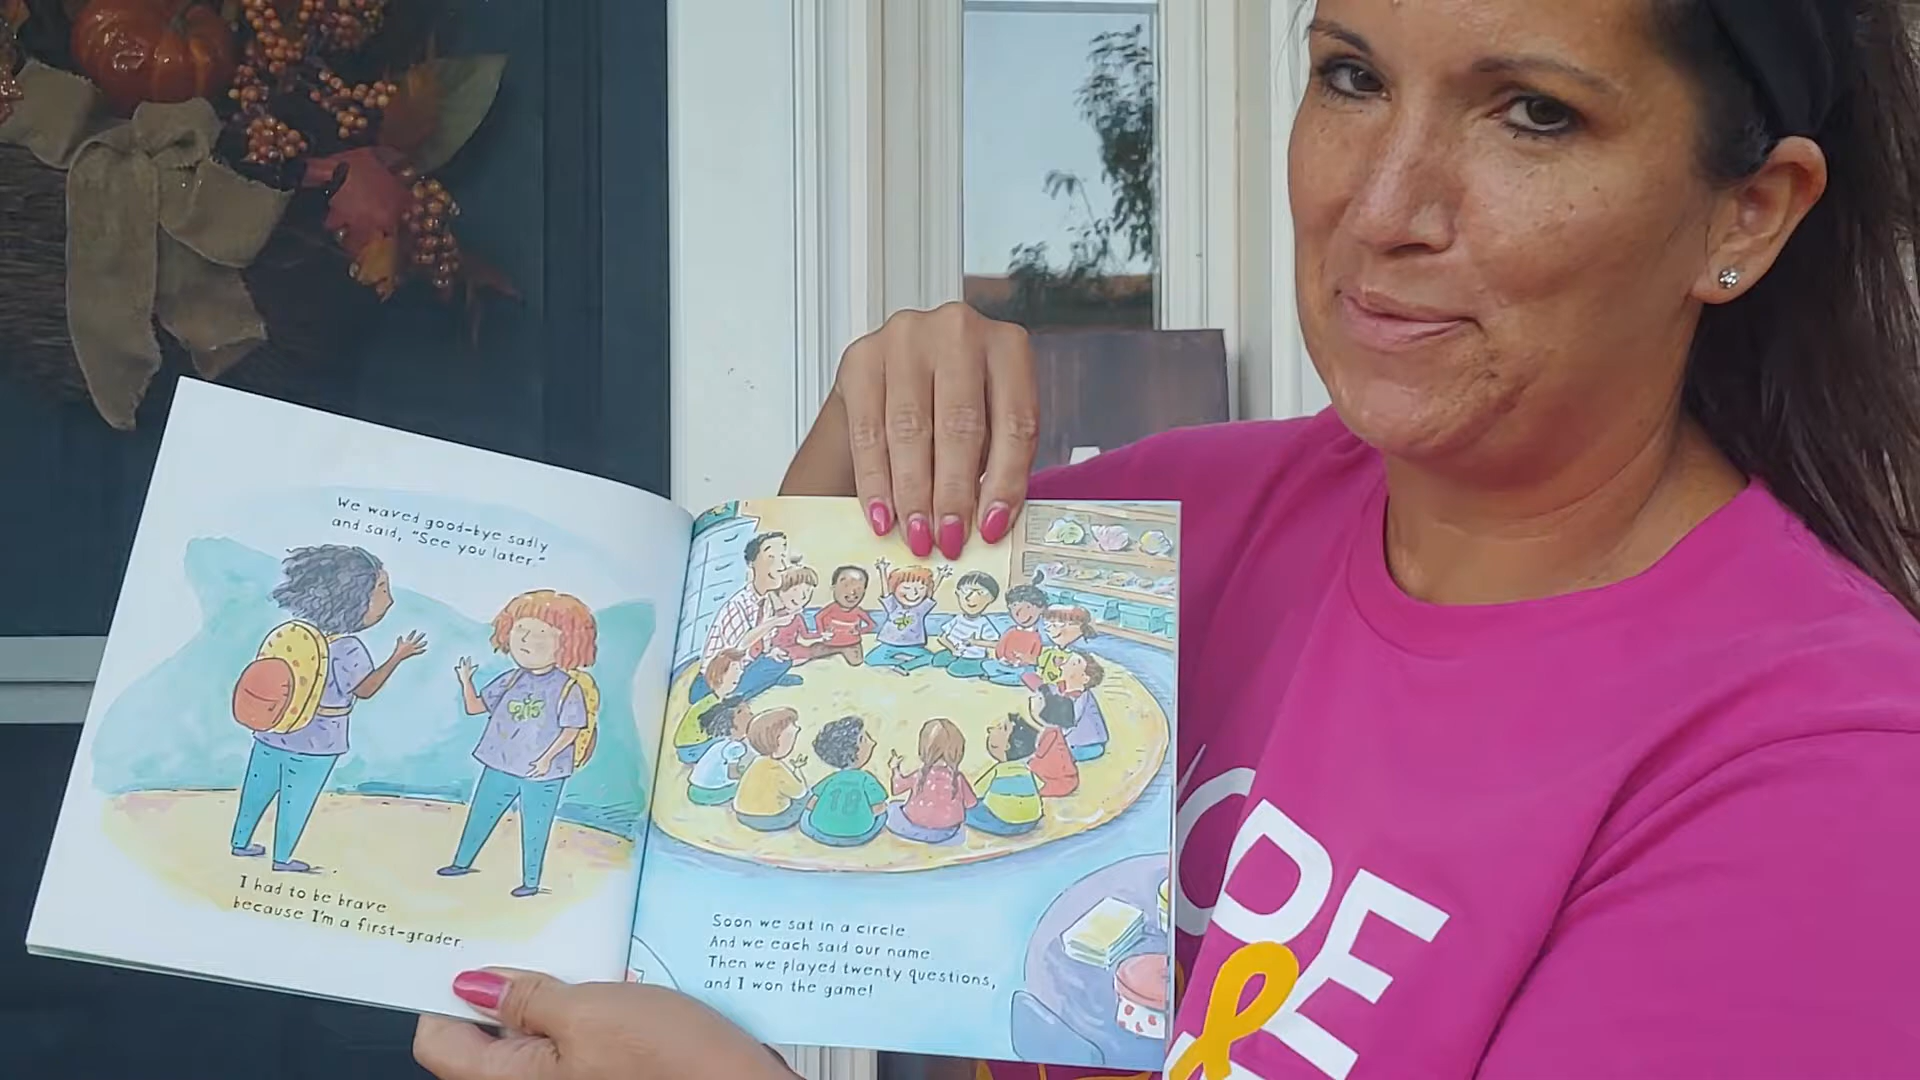 We waved good-bye sadly
and said, "See you later."
I had to be brave
because I'm a first-grader.
Soon we sat in a circle.
And we each said our name.
Then we played twenty questions,
and I won the game!
18